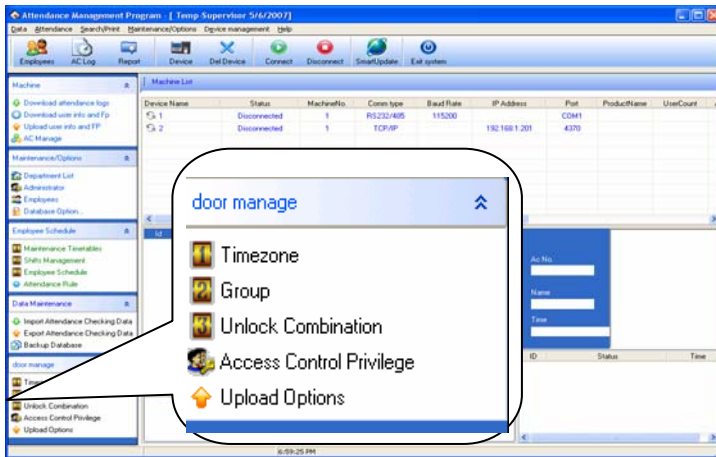 Attendance Management Program - [ Temp-Supervisor 5/6/2007]
Data Attendance Search/Print Maintenance/Options Device management Help
Employees AC Log Report Device Del Device Connect Disconnect SmartUpdate Exit system
Machine
Download attendance logs
Download user info and Fp
Upload user info and FP
AC Manage
Maintenance/Options
Department List
Administrator
Employees
Database Option...
Employee Schedule
Maintenance Timetables
Shifts Management
Employee Schedule
Attendance Rule
Data Maintenance
Import Attendance Checking Data
Export Attendance Checking Data
Backup Database
door manage
Unlock Combination
Access Control Privilege
Upload Options
Machine List
Device Name Status MachineNo. Comm type Baud Rate IP Address Port ProductName UserCount
1 Disconnected 1 RS232/485 115200 COM1
2 Disconnected 1 TCP/IP 192.168.1.201 4370
Id
Ac No.
Name
Time
ID Status Time
door manage
1 Timezone
2 Group
3 Unlock Combination
Access Control Privilege
Upload Options
6:59:25 PM